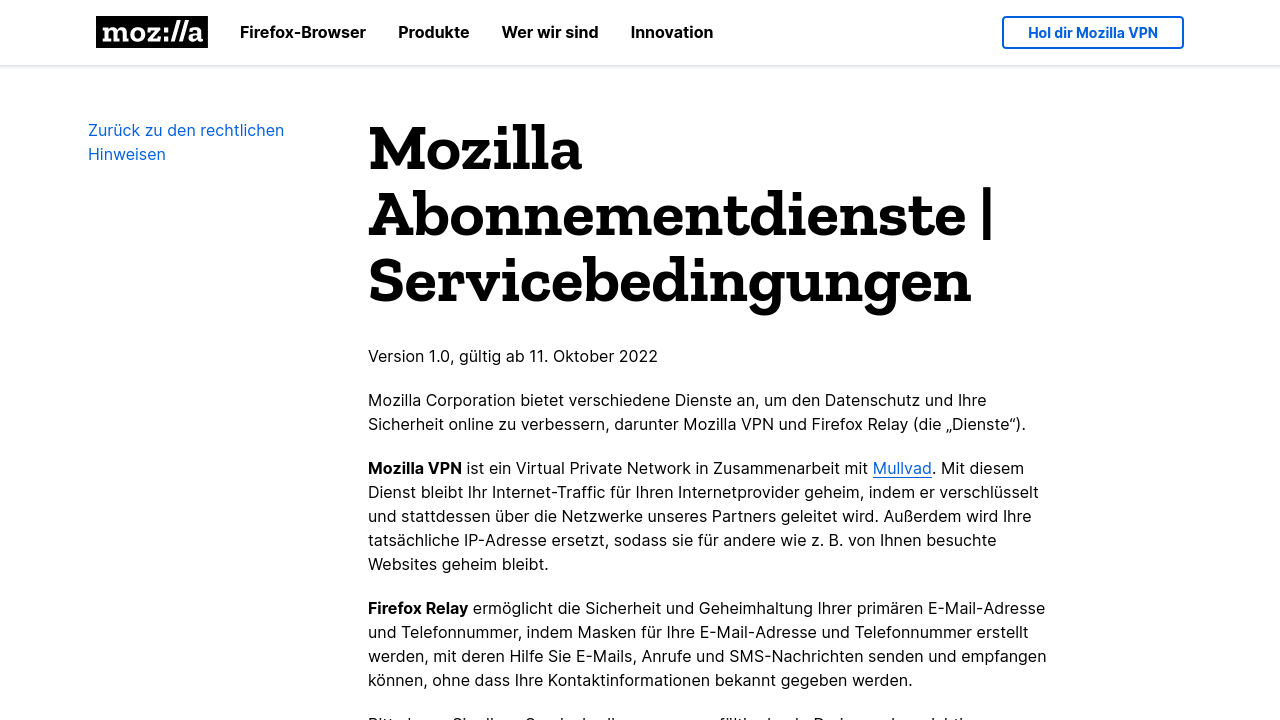 moz://a
Firefox-Browser
Produkte
Wer wir sind
Innovation
Hol dir Mozilla VPN
Zurück zu den rechtlichen
Hinweisen
Mozilla
Abonnementdienste |
Servicebedingungen
Version 1.0, gültig ab 11. Oktober 2022
Mozilla Corporation bietet verschiedene Dienste an, um den Datenschutz und Ihre
Sicherheit online zu verbessern, darunter Mozilla VPN und Firefox Relay (die „Dienste“).
Mozilla VPN ist ein Virtual Private Network in Zusammenarbeit mit Mullvad. Mit diesem
Dienst bleibt Ihr Internet-Traffic für Ihren Internetprovider geheim, indem er verschlüsselt
und stattdessen über die Netzwerke unseres Partners geleitet wird. Außerdem wird Ihre
tatsächliche IP-Adresse ersetzt, sodass sie für andere wie z. B. von Ihnen besuchte
Websites geheim bleibt.
Firefox Relay ermöglicht die Sicherheit und Geheimhaltung Ihrer primären E-Mail-Adresse
und Telefonnummer, indem Masken für Ihre E-Mail-Adresse und Telefonnummer erstellt
werden, mit deren Hilfe Sie E-Mails, Anrufe und SMS-Nachrichten senden und empfangen
können, ohne dass Ihre Kontaktinformationen bekannt gegeben werden.